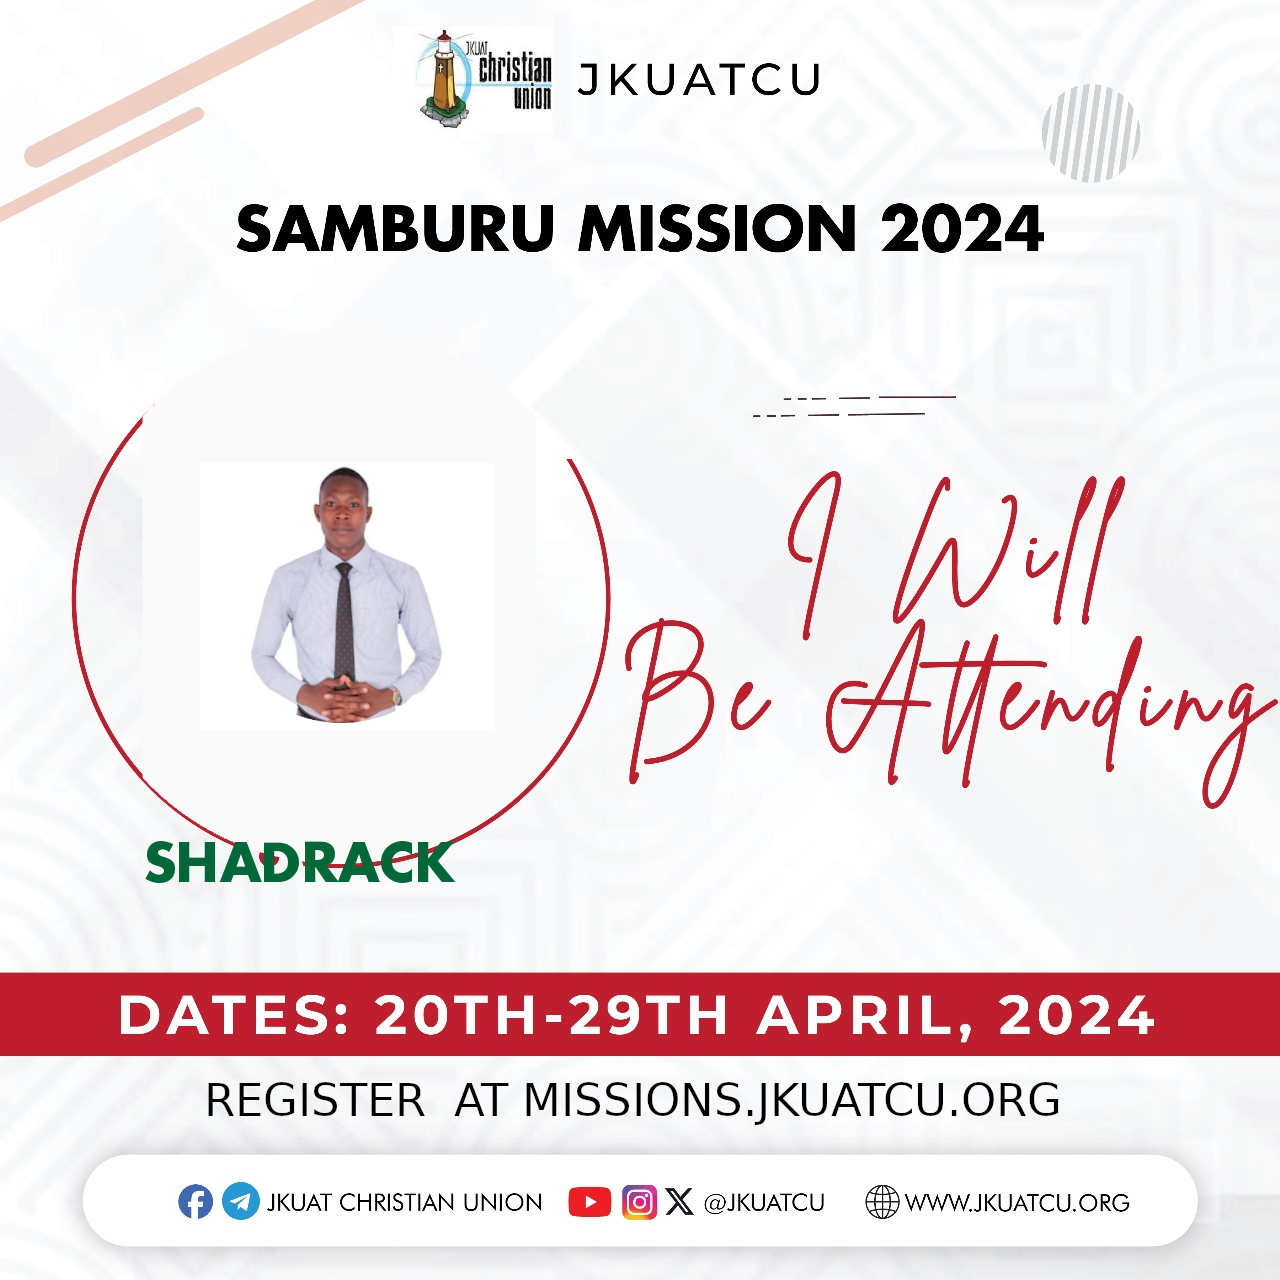 JKUAT
christian
union
JKUATCU
SAMBURU MISSION 2024
I Will
Be Attending
SHADRACK
DATES: 20TH-29TH APRIL, 2024
REGISTER  AT MISSIONS.JKUATCU.ORG
JKUAT CHRISTIAN UNION @JKUATCU WWW.JKUATCU.ORG